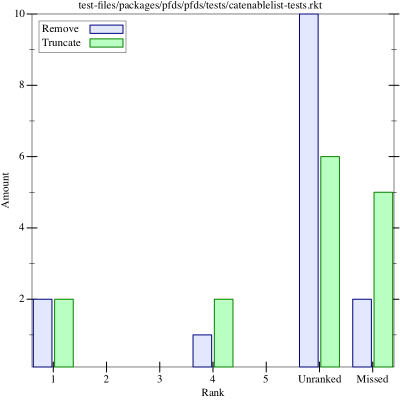 test-files/packages/pfds/pfds/tests/catenablelist-tests.rkt
Remove
Truncate
Amount
10
8
6
4
2
1 2 3 4 5 Unranked Missed
Rank